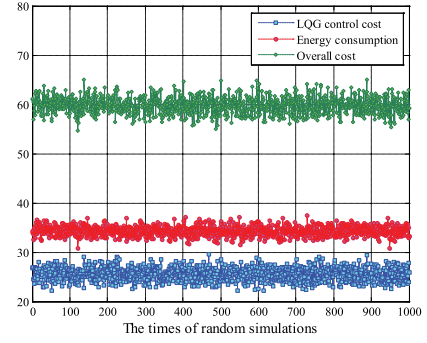 80
70
60
50
40
30
20
LQG control cost
Energy consumption
Overall cost
0 100 200 300 400 500 600 700 800 900 1000
The times of random simulations